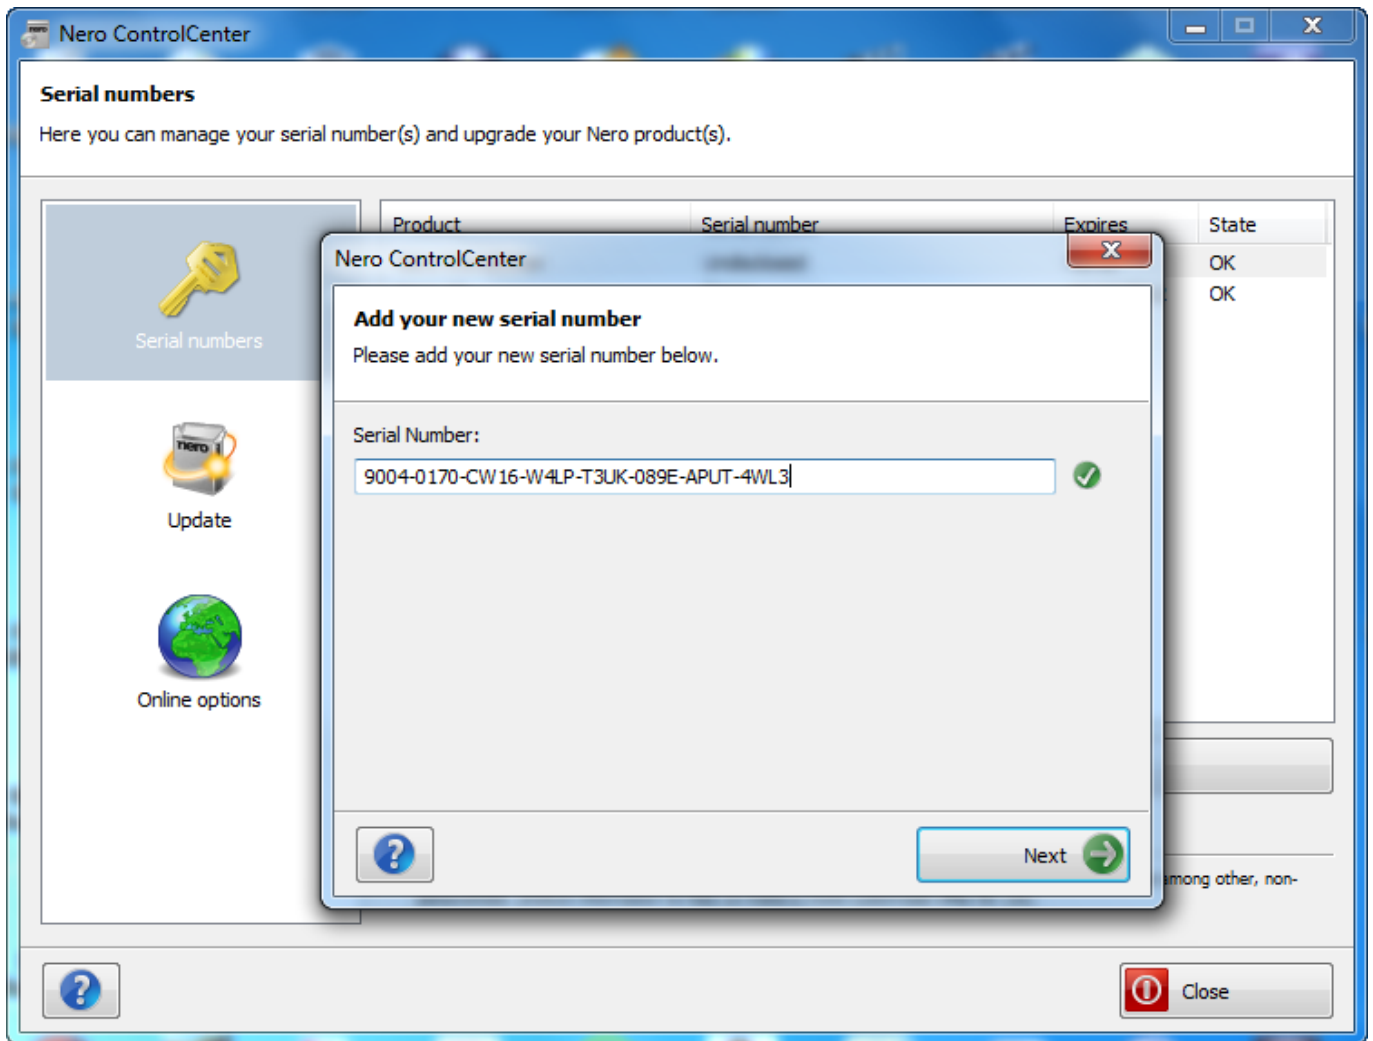 Nero ControlCenter
Serial numbers
Here you can manage your serial number(s) and upgrade your Nero product(s).
Product Serial number Expires State
OK
OK
Serial numbers
nero
Update
Online options
Nero ControlCenter
Add your new serial number
Please add your new serial number below.
Serial Number:
9004-0170-CW16-W4LP-T3UK-089E-APUT-4WL3
Next
among other, non-
Close